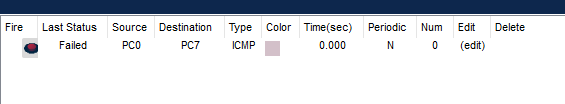 Fire Last Status Source Destination Type Color Time(sec) Periodic Num Edit Delete
Failed PC0 PC7 ICMP 0.000 N 0 (edit)